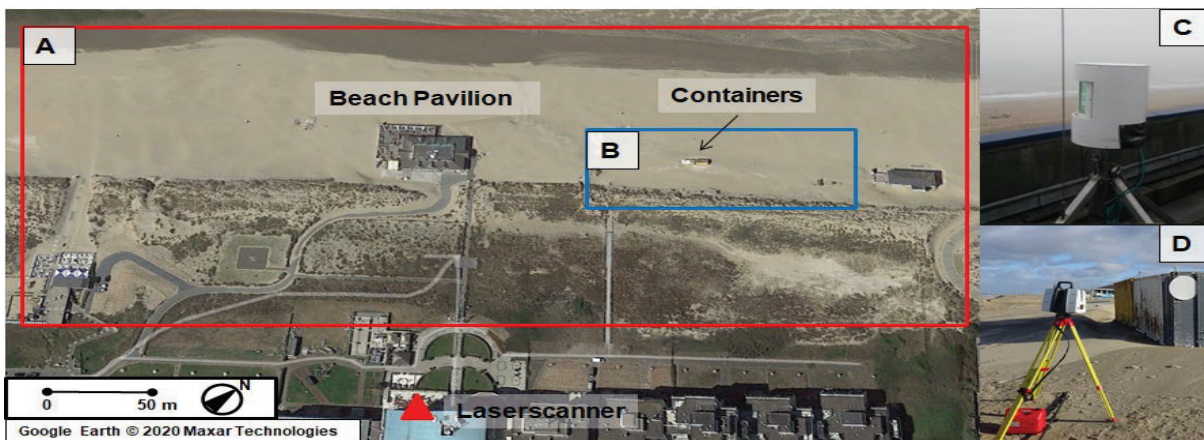 A
C
Beach Pavilion
Containers
B
D
N
0
50 m
Laserscanner
Google Earth © 2020 Maxar Technologies